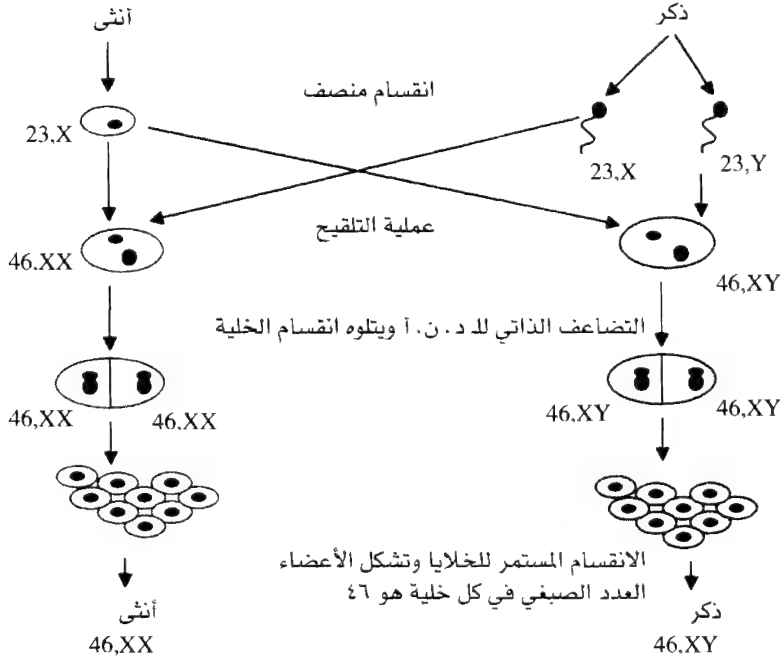 ذكر
أنثى
انقسام منصف
23,X
23,X
23,Y
عملية التلقيح
46.XX
46,XY
التضاعف الذاتي للـ د . ن . آ ويتلوه انقسام الخلية
46,XX
46,XX
46,XY
46,XY
الانقسام المستمر للخلايا وتشكل الأعضاء
العدد الصبغي في كل خلية هو ٤٦
ذكر
أنثى
46,XX
46,XY